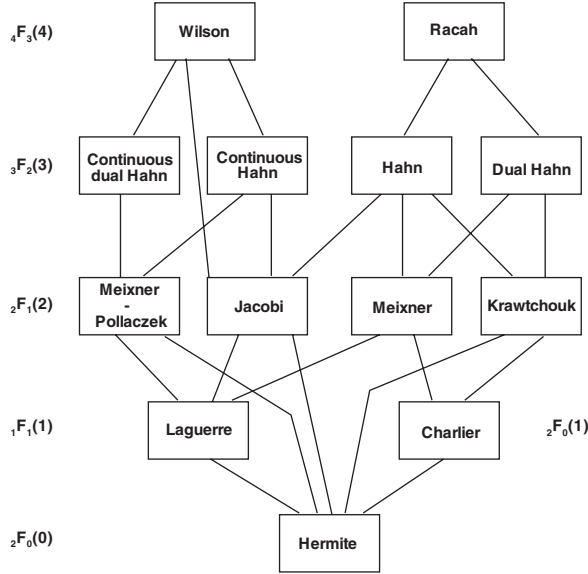 ₄F₃(4)
Wilson
Racah
₃F₂(3)
Continuous
dual Hahn
Continuous
Hahn
Hahn
Dual Hahn
₂F₁(2)
Meixner
-
Pollaczek
Jacobi
Meixner
Krawtchouk
₁F₁(1)
Laguerre
Charlier
₂F₀(1)
₂F₀(0)
Hermite